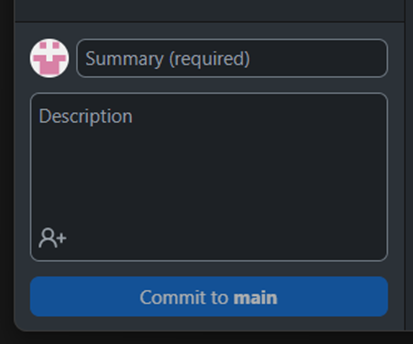 Summary (required)
Description
Commit to main